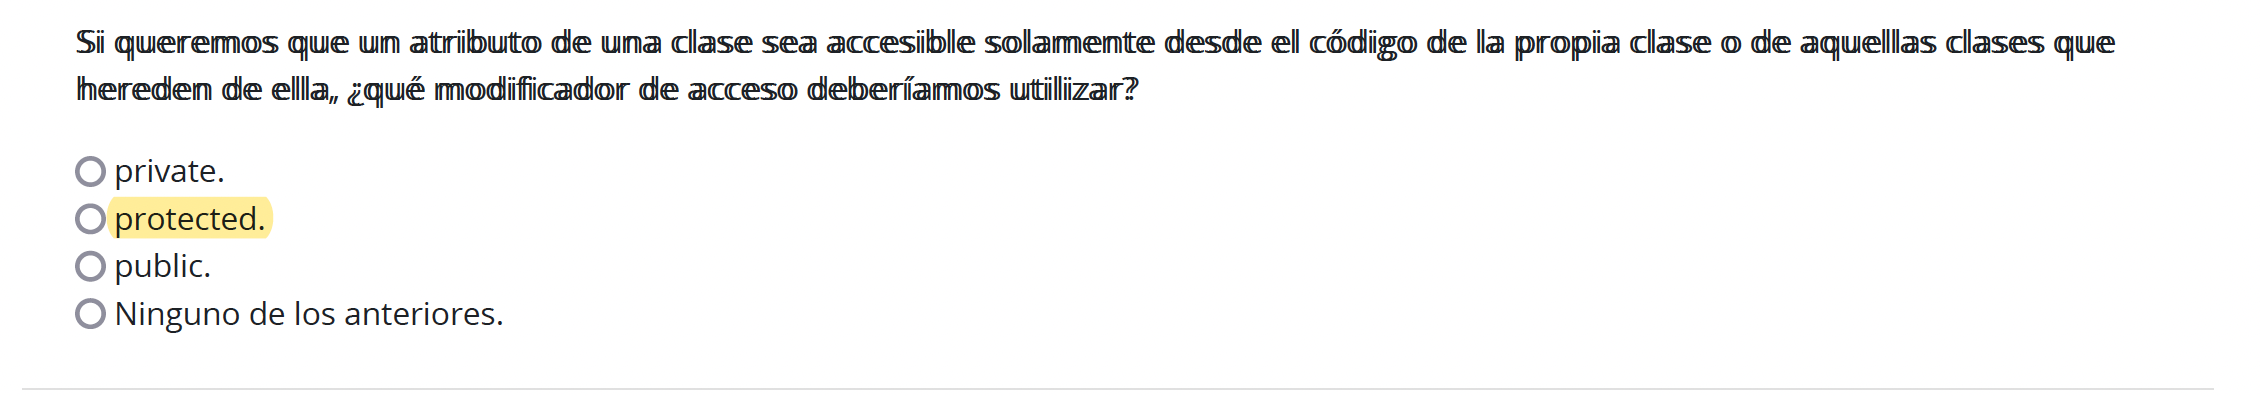 Si queremos que un atributo de una clase sea accesible solamente desde el código de la propia clase o de aquellas clases que
hereden de ella, ¿qué modificador de acceso deberíamos utilizar?
private.
protected.
public.
Ninguno de los anteriores.